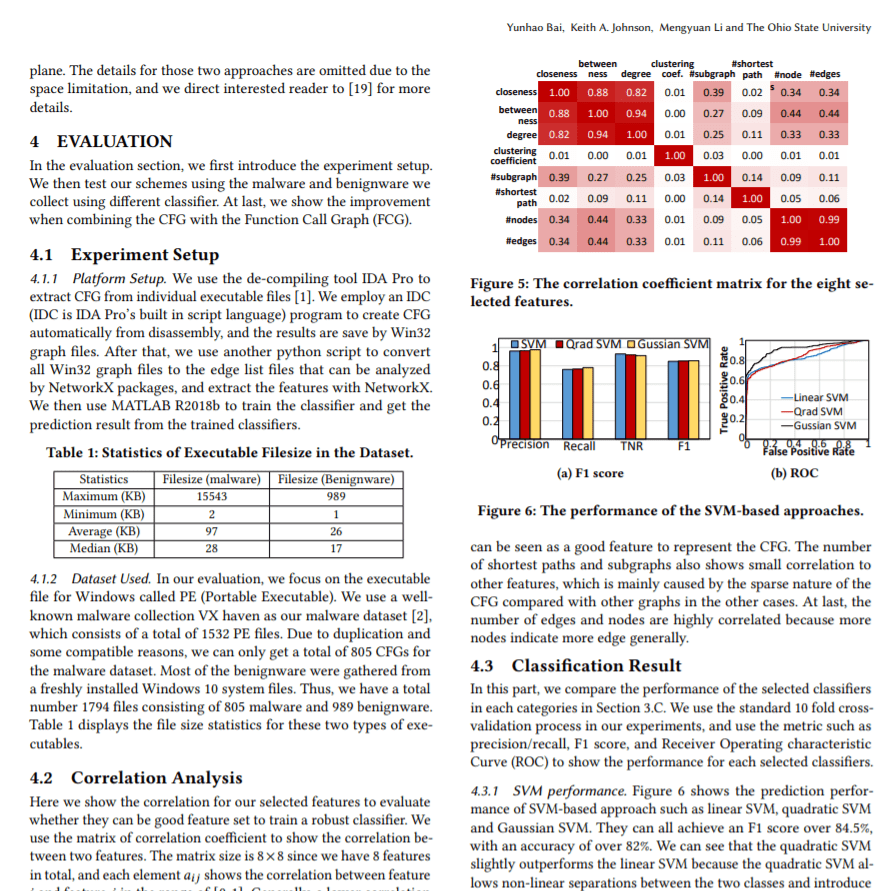 Yunhao Bai, Keith A. Johnson, Mengyuan Li and The Ohio State University
plane. The details for those two approaches are omitted due to the
space limitation, and we direct interested reader to [19] for more
details.
4 EVALUATION
In the evaluation section, we first introduce the experiment setup.
We then test our schemes using the malware and benignware we
collect using different classifier. At last, we show the improvement
when combining the CFG with the Function Call Graph (FCG).
4.1 Experiment Setup
4.1.1 Platform Setup. We use the de-compiling tool IDA Pro to
extract CFG from individual executable files [1]. We employ an IDC
(IDC is IDA Pro's built in script language) program to create CFG
automatically from disassembly, and the results are save by Win32
graph files. After that, we use another python script to convert
all Win32 graph files to the edge list files that can be analyzed
by NetworkX packages, and extract the features with NetworkX.
We then use MATLAB R2018b to train the classifier and get the
prediction result from the trained classifiers.
Table 1: Statistics of Executable Filesize in the Dataset.
Statistics Filesize (malware) Filesize (Benignware)
Maximum (KB) 15543 989
Minimum (KB) 2 1
Average (KB) 97 26
Median (KB) 28 17
4.1.2 Dataset Used. In our evaluation, we focus on the executable
file for Windows called PE (Portable Executable). We use a well-
known malware collection VX haven as our malware dataset [2],
which consists of a total of 1532 PE files. Due to duplication and
some compatible reasons, we can only get a total of 805 CFGs for
the malware dataset. Most of the benignware were gathered from
a freshly installed Windows 10 system files. Thus, we have a total
number 1794 files consisting of 805 malware and 989 benignware.
Table 1 displays the file size statistics for these two types of exe-
cutables.
4.2 Correlation Analysis
Here we show the correlation for our selected features to evaluate
whether they can be good feature set to train a robust classifier. We
use the matrix of correlation coefficient to show the correlation be-
tween two features. The matrix size is 8×8 since we have 8 features
in total, and each element aij shows the correlation between feature
between clustering #shortest
closeness ness degree coef. #subgraph path #node #edges
closeness 1.00 0.88 0.82 0.01 0.39 0.02 s 0.34 0.34
between
ness 0.88 1.00 0.94 0.00 0.27 0.09 0.44 0.44
degree 0.82 0.94 1.00 0.01 0.25 0.11 0.33 0.33
clustering
coefficient 0.01 0.00 0.01 1.00 0.03 0.00 0.01 0.01
#subgraph 0.39 0.27 0.25 0.03 1.00 0.14 0.09 0.11
#shortest
path 0.02 0.09 0.11 0.00 0.14 1.00 0.05 0.06
#nodes 0.34 0.44 0.33 0.01 0.09 0.05 1.00 0.99
#edges 0.34 0.44 0.33 0.01 0.11 0.06 0.99 1.00
Figure 5: The correlation coefficient matrix for the eight se-
lected features.
SVM Qrad SVM Gussian SVM
1
0.8
0.6
0.4
0.2
0
Precision Recall TNR F1
(a) F1 score
True Positive Rate
1
0.8
0.6
0.4
0.2
0
Linear SVM
Qrad SVM
Gussian SVM
0 0.2 0.4 0.6 0.8 1
False Positive Rate
(b) ROC
Figure 6: The performance of the SVM-based approaches.
can be seen as a good feature to represent the CFG. The number
of shortest paths and subgraphs also shows small correlation to
other features, which is mainly caused by the sparse nature of the
CFG compared with other graphs in the other cases. At last, the
number of edges and nodes are highly correlated because more
nodes indicate more edge generally.
4.3 Classification Result
In this part, we compare the performance of the selected classifiers
in each categories in Section 3.C. We use the standard 10 fold cross-
validation process in our experiments, and use the metric such as
precision/recall, F1 score, and Receiver Operating characteristic
Curve (ROC) to show the performance for each selected classifiers.
4.3.1 SVM performance. Figure 6 shows the prediction perfor-
mance of SVM-based approach such as linear SVM, quadratic SVM
and Gaussian SVM. They can all achieve an F1 score over 84.5%,
with an accuracy of over 82%. We can see that the quadratic SVM
slightly outperforms the linear SVM because the quadratic SVM al-
lows non-linear separations between the two classes and introduce